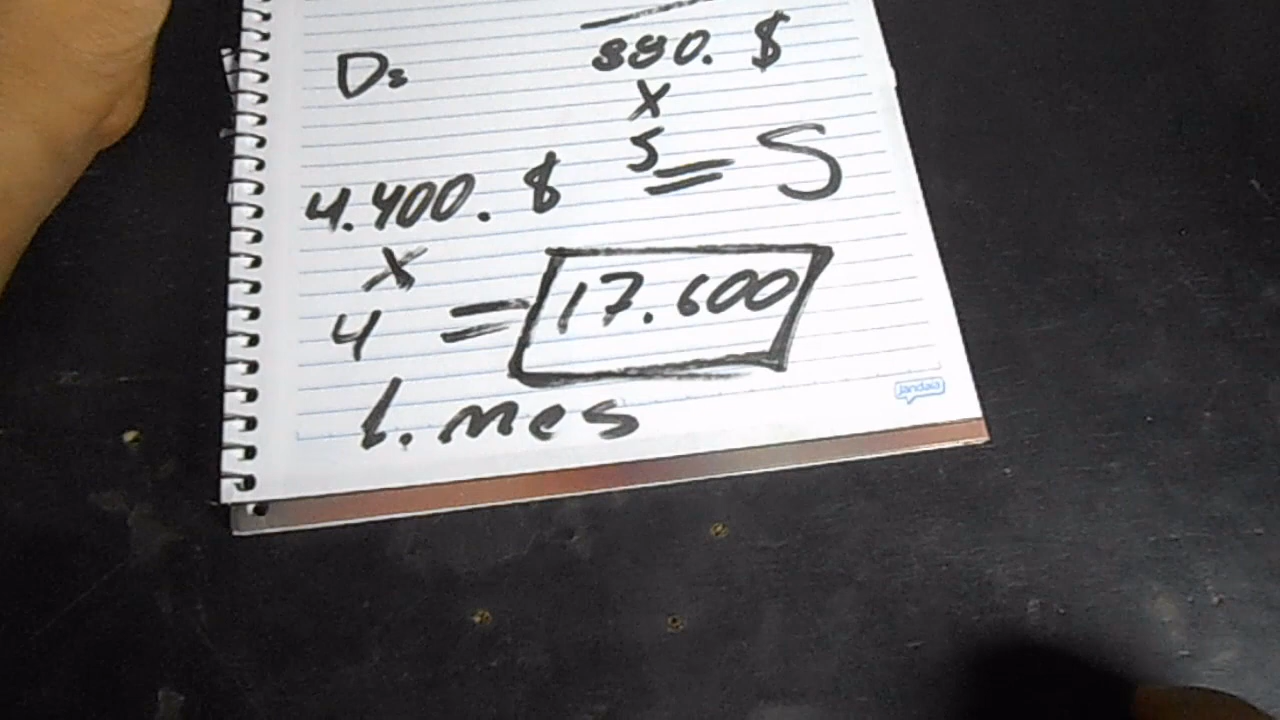 D: 880. $
X
5 = S
4.400. $
X
4 = 17.600
1. mes
jandaia